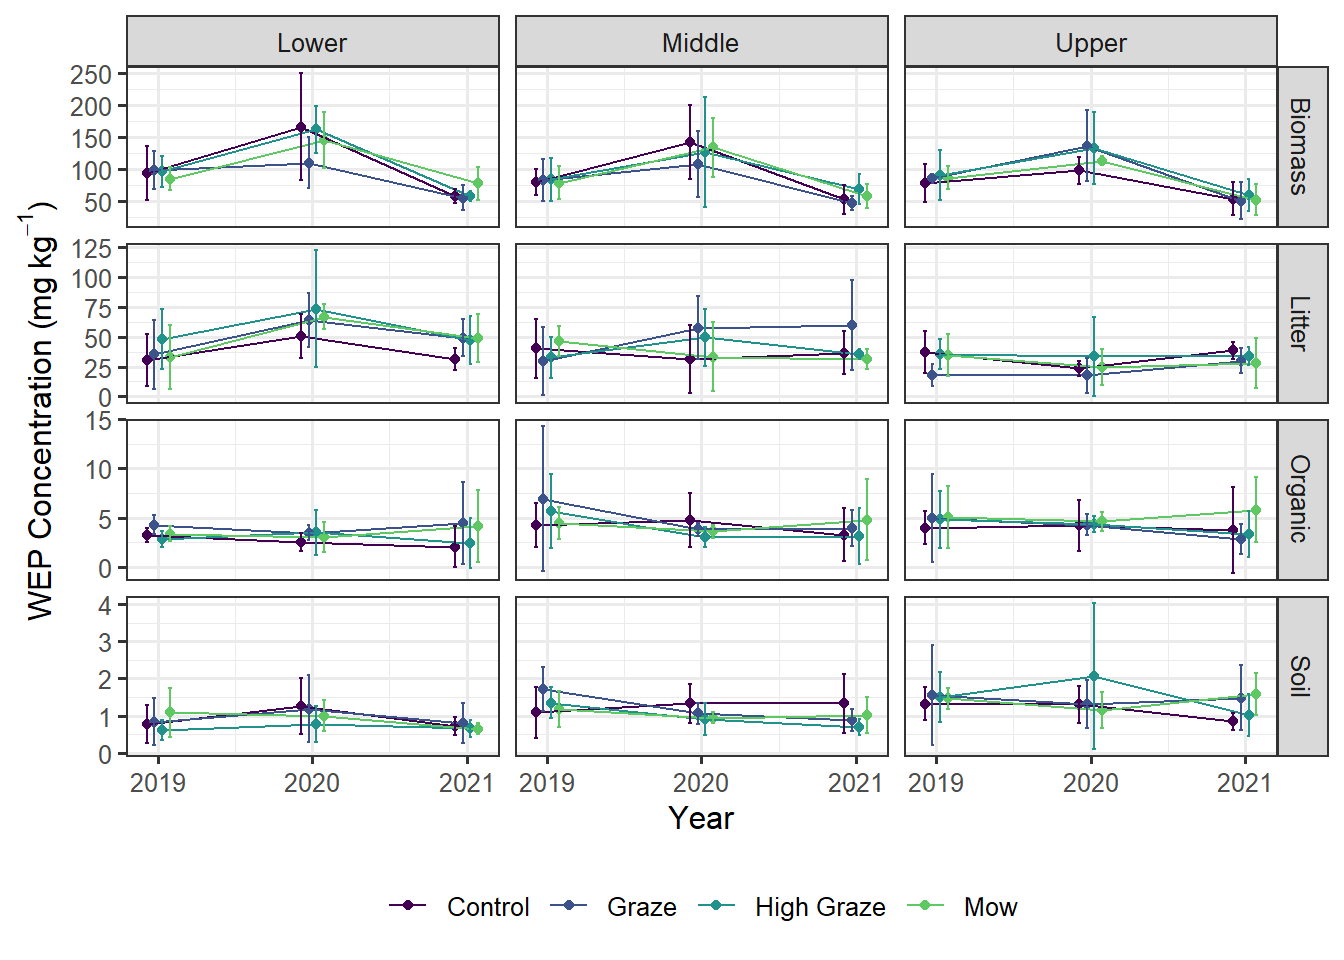 Lower Middle Upper
250
200
150
100
50
Biomass
125
100
75
50
25
0
Litter
15
10
5
0
Organic
4
3
2
1
0
Soil
WEP Concentration (mg kg⁻¹)
2019 2020 2021 2019 2020 2021 2019 2020 2021
Year
Control Graze High Graze Mow